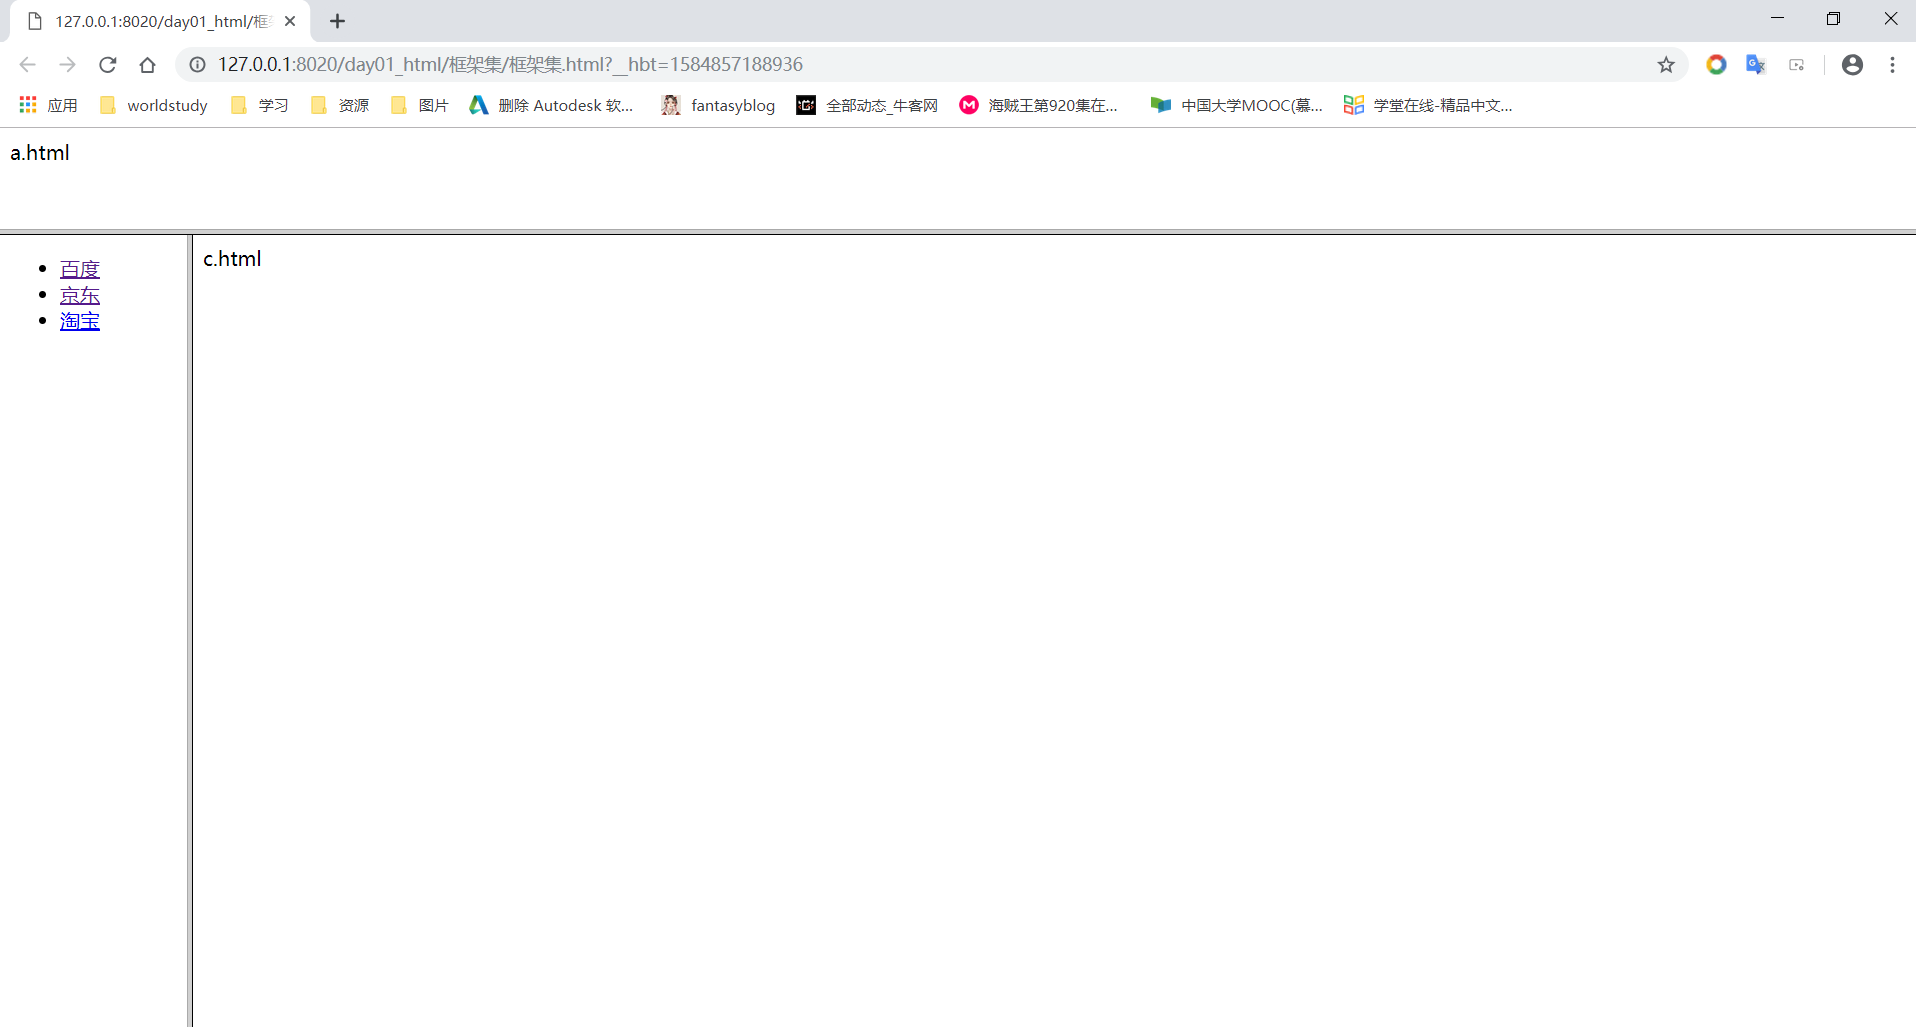 127.0.0.1:8020/day01_html/框
127.0.0.1:8020/day01_html/框架集/框架集.html?__hbt=1584857188936
应用 worldstudy 学习 资源 图片 删除 Autodesk 软... fantasyblog 全部动态_牛客网 海贼王第920集在... 中国大学MOOC(慕... 学堂在线-精品中文...
a.html
百度
京东
淘宝
c.html